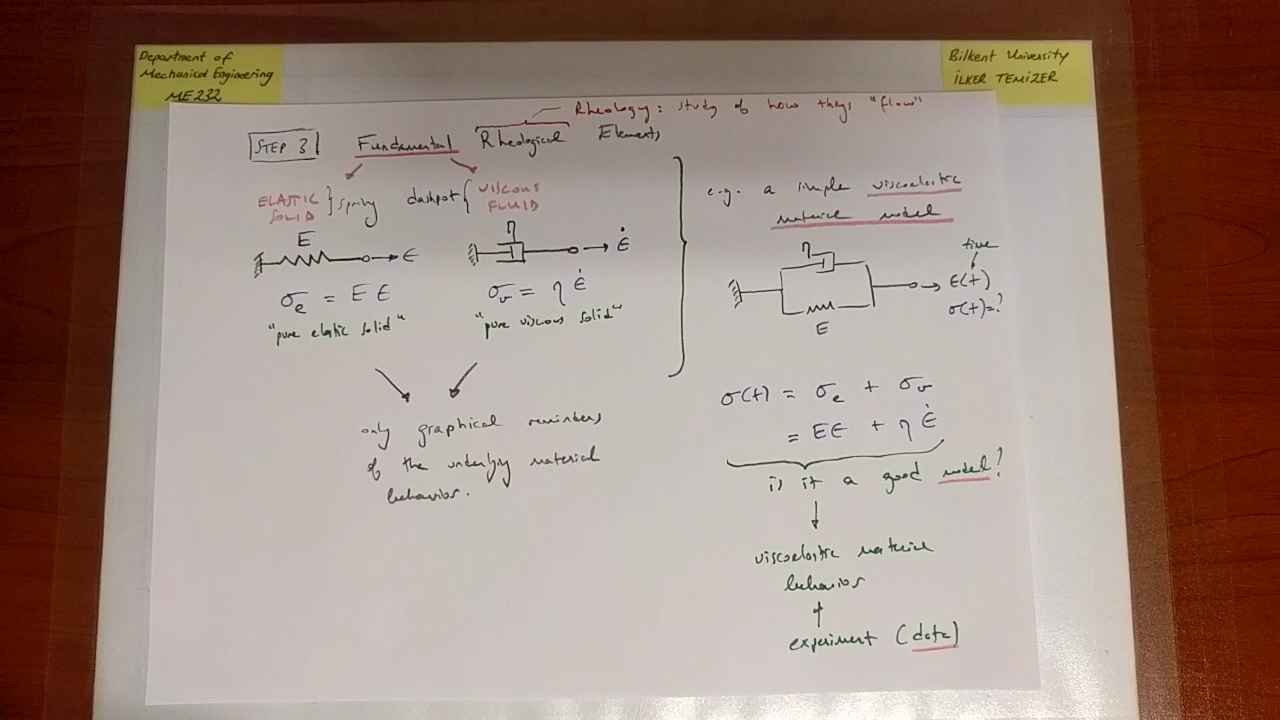 Department of
Mechanical Engineering
ME 232
Bilkent University
İLKER TEMİZER
Rheology: study of how things "flow"
STEP 3 Fundamental Rheological Elements
ELASTIC SOLID } spring
dashpot { VISCOUS FLUID
E
ϵ
σe = E ϵ
"pure elastic solid"
η
ϵ̇
σv = η ϵ̇
"pure viscous solid"
only graphical reminders
of the underlying material
behavior.
e.g. a simple viscoelastic
material model
time
η
E
ϵ(t)
σ(t)=?
σ(t) = σe + σv
= Eϵ + η ϵ̇
is it a good model?
viscoelastic material
behavior
experiment (data)